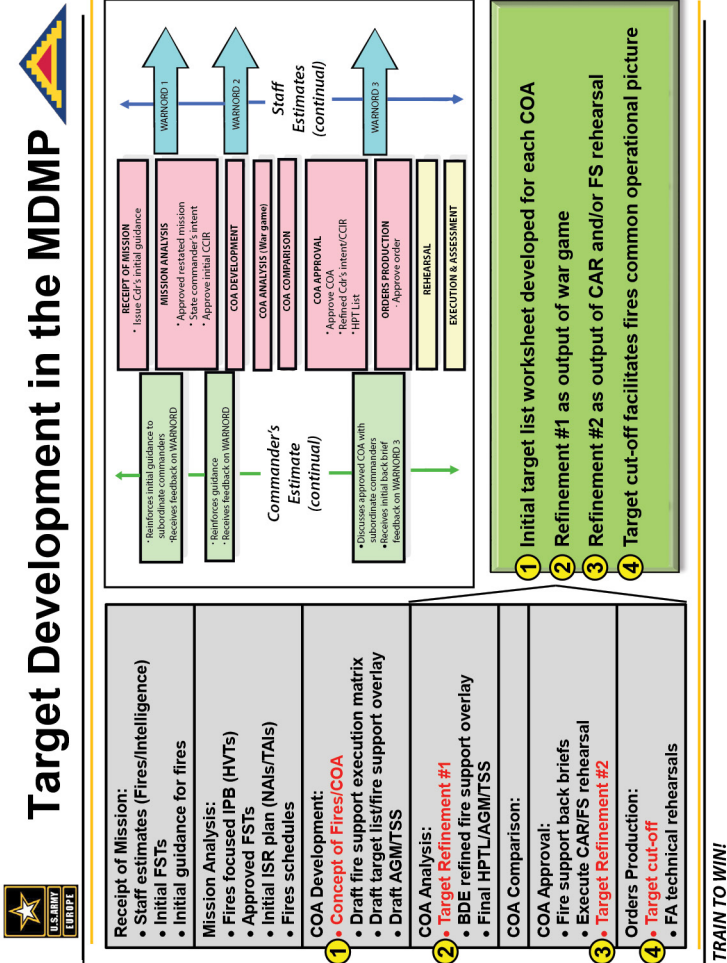 Target Development in the MDMP
U.S.ARMY
EUROPE
Receipt of Mission:
• Staff estimates (Fires/Intelligence)
• Initial FSTs
• Initial guidance for fires
Mission Analysis:
• Fires focused IPB (HVTs)
• Approved FSTs
• Initial ISR plan (NAIs/TAIs)
• Fires schedules
COA Development:
1 • Concept of Fires/COA
• Draft fire support execution matrix
• Draft target list/fire support overlay
• Draft AGM/TSS
COA Analysis:
2 • Target Refinement #1
• BDE refined fire support overlay
• Final HPTL/AGM/TSS
COA Comparison:
COA Approval:
• Fire support back briefs
• Execute CAR/FS rehearsal
3 • Target Refinement #2
Orders Production:
4 • Target cut-off
• FA technical rehearsals
· Reinforces initial guidance to
subordinate commanders
·Receives feedback on WARNORD
· Reinforces guidance
· Receives feedback on WARNORD
Commander's
Estimate
(continual)
•Discusses approved COA with
subordinate commanders
•Receives initial back brief
feedback on WARNORD 3
RECEIPT OF MISSION
* Issue Cdr's initial guidance
MISSION ANALYSIS
* Approved restated mission
* State commander's intent
* Approve initial CCIR
COA DEVELOPMENT
COA ANALYSIS (War game)
COA COMPARISON
COA APPROVAL
* Approve COA
* Refined Cdr's intent/CCIR
* HPT List
ORDERS PRODUCTION
· Approve order
REHEARSAL
EXECUTION & ASSESSMENT
WARNORD 1
WARNORD 2
Staff
Estimates
(continual)
WARNORD 3
1 Initial target list worksheet developed for each COA
2 Refinement #1 as output of war game
3 Refinement #2 as output of CAR and/or FS rehearsal
4 Target cut-off facilitates fires common operational picture
TRAIN TO WIN!